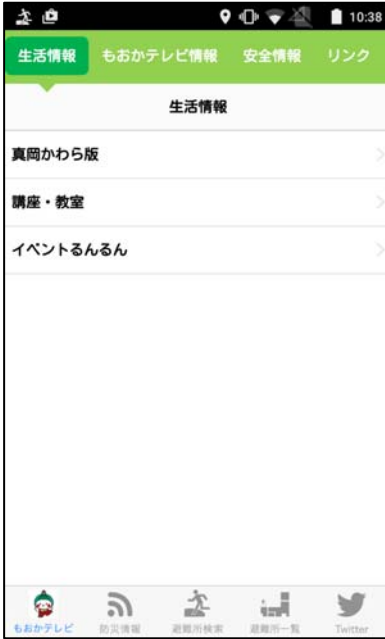 10:38
生活情報 もおかテレビ情報 安全情報 リンク
生活情報
真岡かわら版
講座・教室
イベントるんるん
もおかテレビ 防災情報 避難所検索 避難所一覧 Twitter